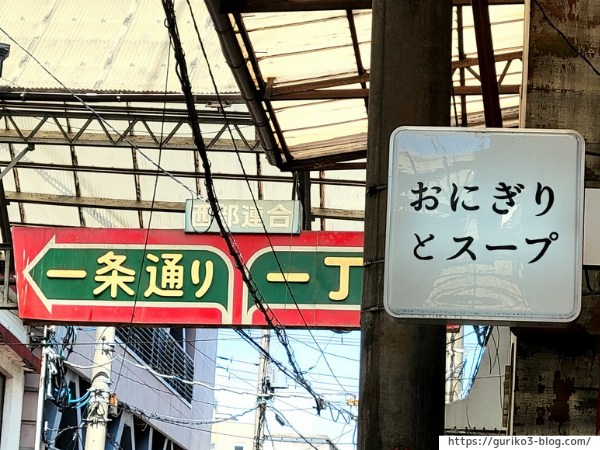 西部連合
一条通り
一丁
おにぎり
とスープ
https://guriko3-blog.com/